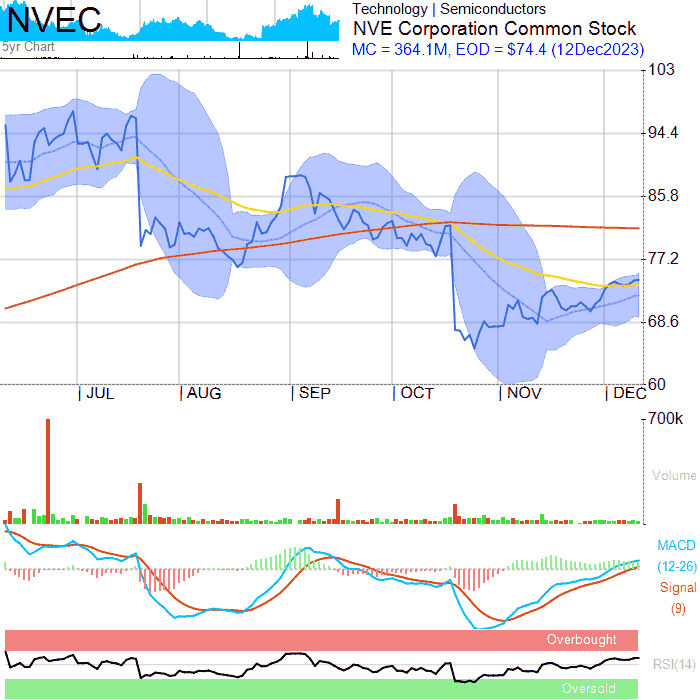 NVEC
5yr Chart
Technology | Semiconductors
NVE Corporation Common Stock
MC = 364.1M, EOD = $74.4 (12Dec2023)
103
94.4
85.8
77.2
68.6
60
| JUL | AUG | SEP | OCT | NOV | DEC
700k
Volume
MACD
(12-26)
Signal
(9)
Overbought
RSI(14)
Oversold